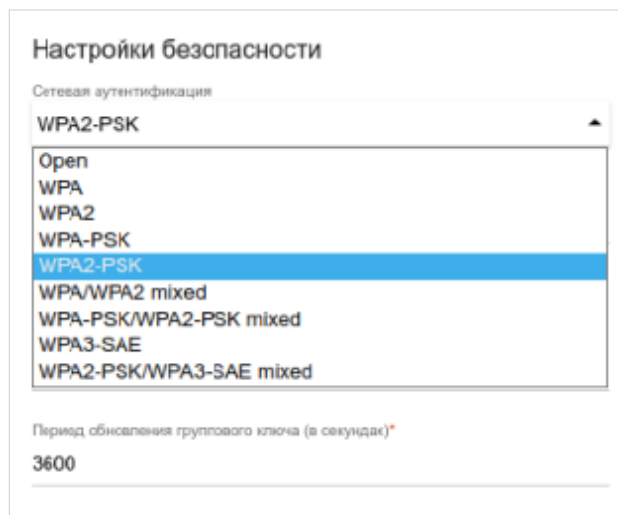 Настройки безопасности
Сетевая аутентификация
WPA2-PSK
Open
WPA
WPA2
WPA-PSK
WPA2-PSK
WPA/WPA2 mixed
WPA-PSK/WPA2-PSK mixed
WPA3-SAE
WPA2-PSK/WPA3-SAE mixed
Период обновления группового ключа (в секундах)*
3600